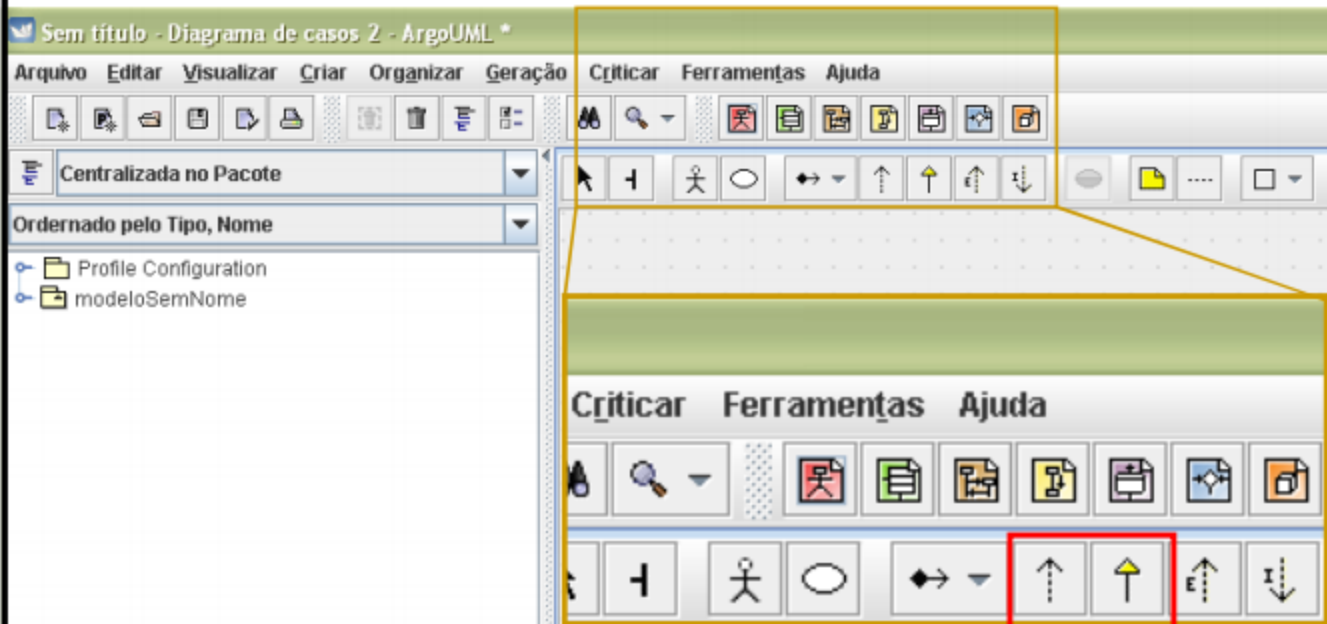 Sem título - Diagrama de casos 2 - ArgoUML *
Arquivo Editar Visualizar Criar Organizar Geração Criticar Ferramentas Ajuda
Centralizada no Pacote
Ordernado pelo Tipo, Nome
Profile Configuration
modeloSemNome
Criticar Ferramentas Ajuda
E I